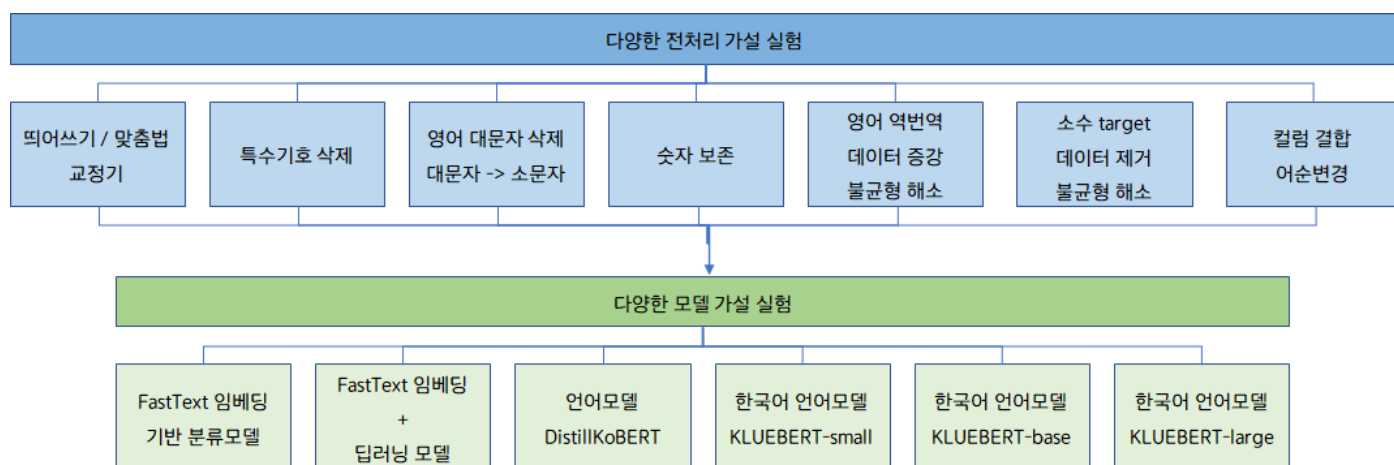 다양한 전처리 가설 실험
띄어쓰기 / 맞춤법
교정기
특수기호 삭제
영어 대문자 삭제
대문자 -> 소문자
숫자 보존
영어 역번역
데이터 증강
불균형 해소
소수 target
데이터 제거
불균형 해소
컬럼 결합
어순변경
다양한 모델 가설 실험
FastText 임베딩
기반 분류모델
FastText 임베딩
+
딥러닝 모델
언어모델
DistillKoBERT
한국어 언어모델
KLUEBERT-small
한국어 언어모델
KLUEBERT-base
한국어 언어모델
KLUEBERT-large